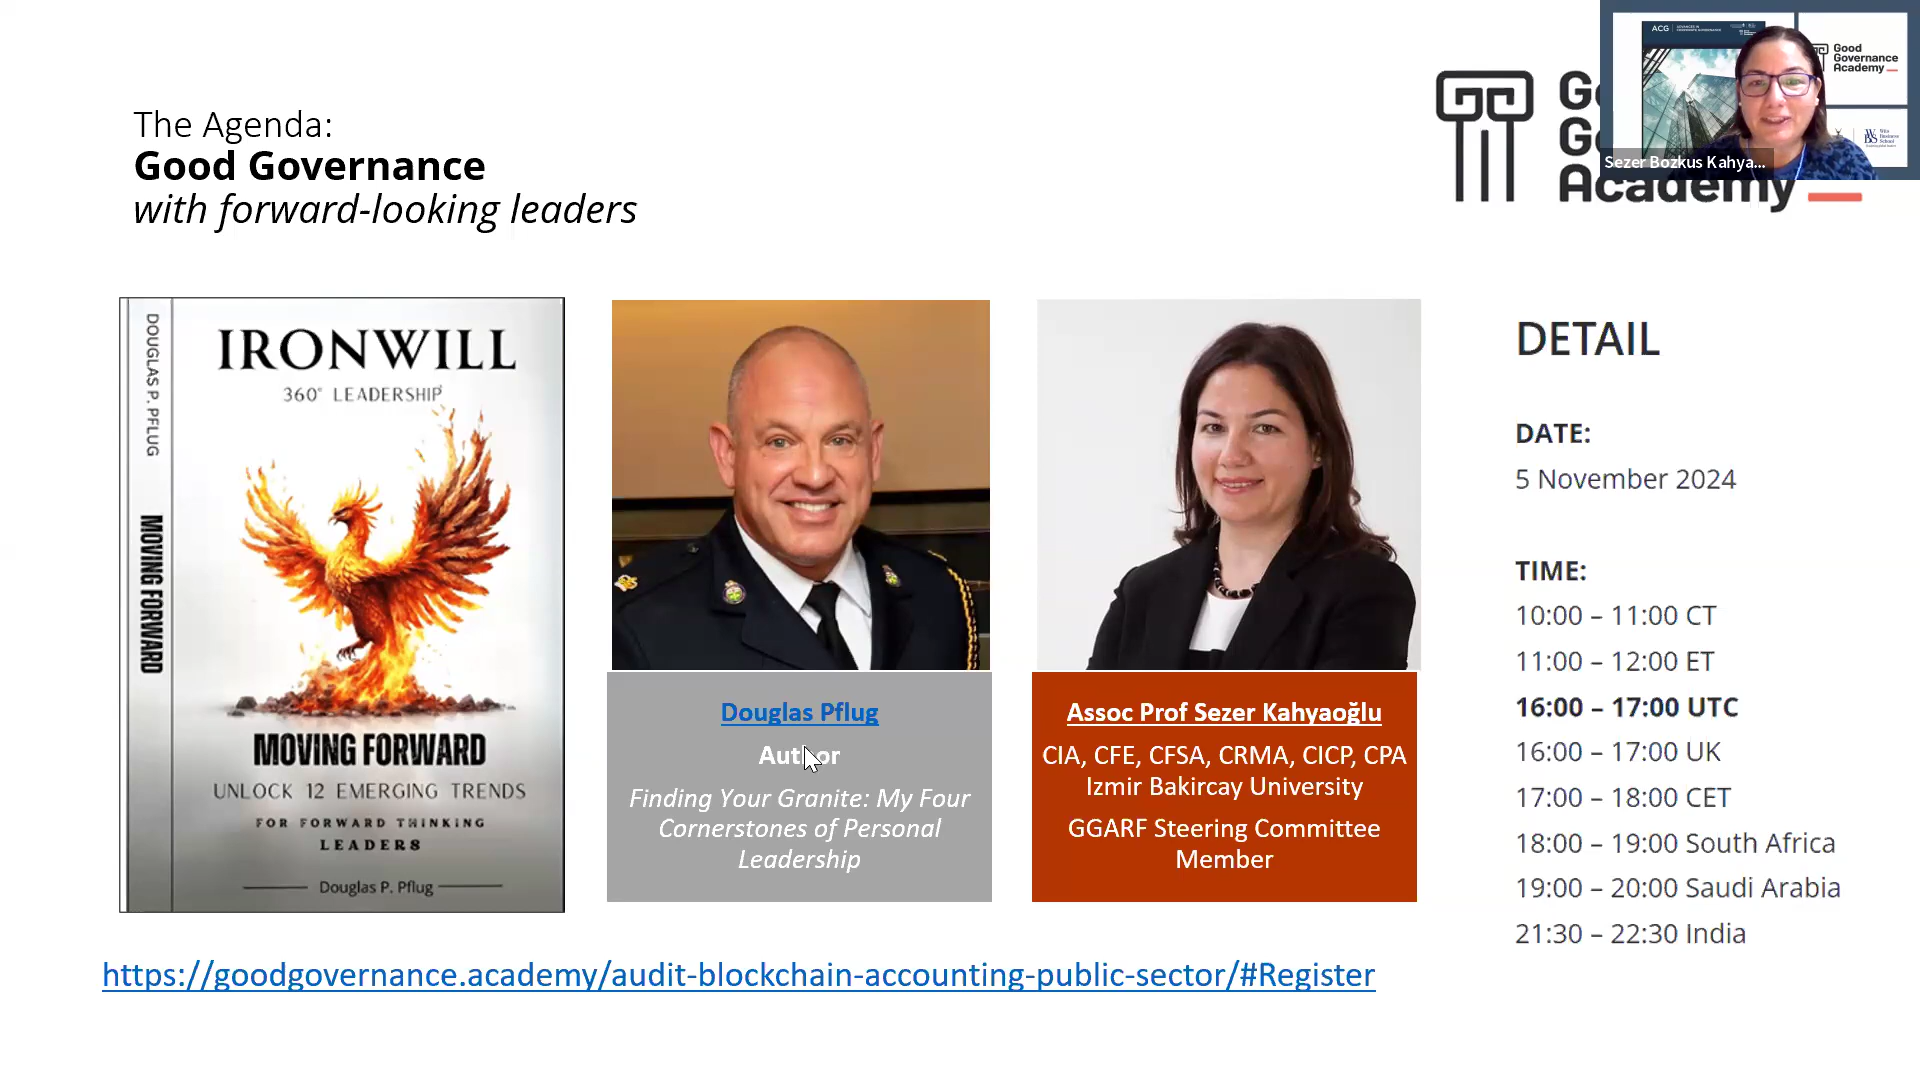 The Agenda:
Good Governance
with forward-looking leaders
ACG
Good
Governance
Academy
Sezer Bozkus Kahya...
Academy
DOUGLAS P. PFLUG
MOVING FORWARD
IRONWILL
360° LEADERSHIP
MOVING FORWARD
UNLOCK 12 EMERGING TRENDS
FOR FORWARD THINKING
LEADERS
Douglas P. Pflug
Douglas Pflug
Author
Finding Your Granite: My Four
Cornerstones of Personal
Leadership
Assoc Prof Sezer Kahyaoğlu
CIA, CFE, CFSA, CRMA, CICP, CPA
Izmir Bakircay University
GGARF Steering Committee
Member
DETAIL
DATE:
5 November 2024
TIME:
10:00 – 11:00 CT
11:00 – 12:00 ET
16:00 – 17:00 UTC
16:00 – 17:00 UK
17:00 – 18:00 CET
18:00 – 19:00 South Africa
19:00 – 20:00 Saudi Arabia
21:30 – 22:30 India
https://goodgovernance.academy/audit-blockchain-accounting-public-sector/#Register